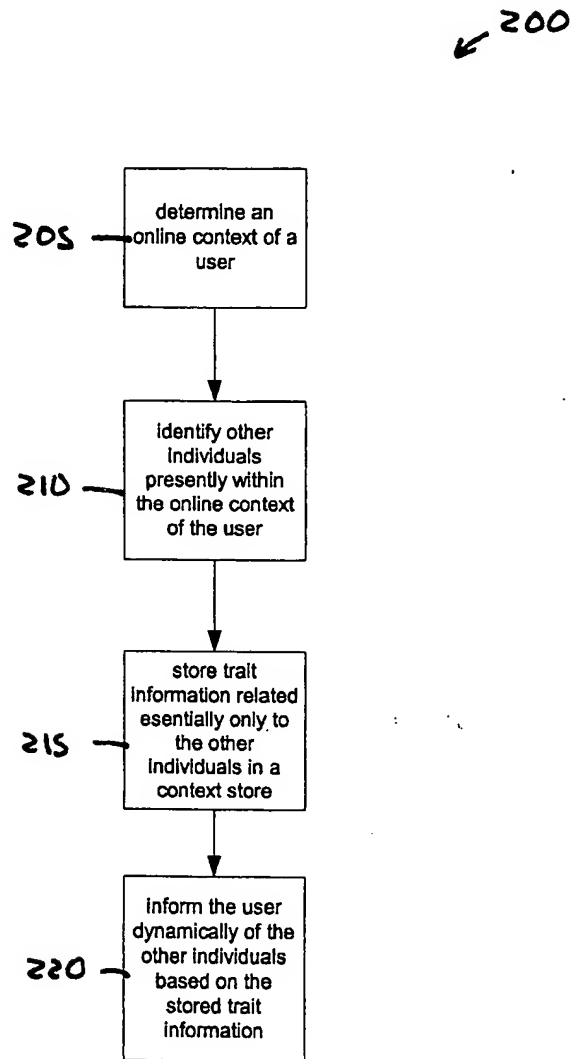 200
205
determine an
online context of a
user
210
identify other
individuals
presently within
the online context
of the user
215
store trait
information related
esentially only to
the other
individuals in a
context store
220
inform the user
dynamically of the
other individuals
based on the
stored trait
information